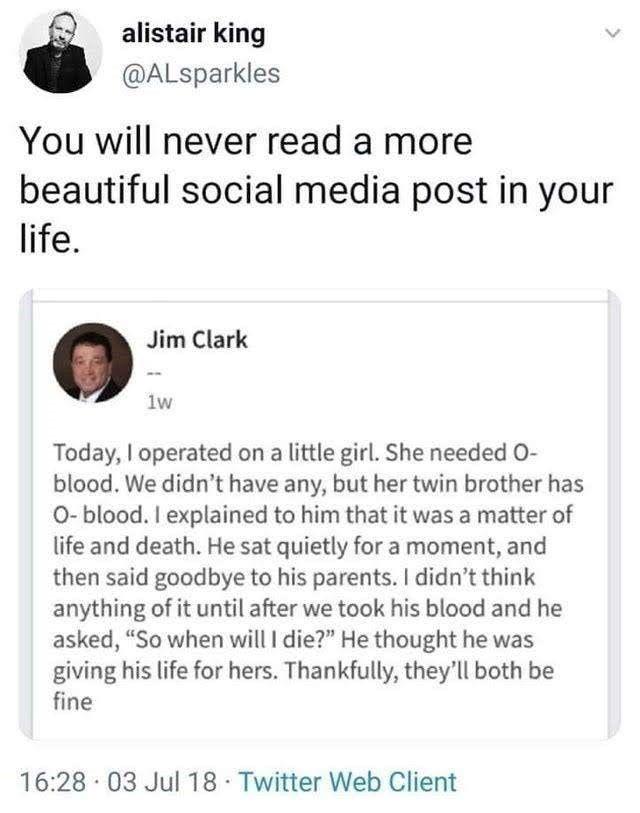 alistair king
@ALsparkles
You will never read a more
beautiful social media post in your
life.
Jim Clark
--
1w
Today, I operated on a little girl. She needed O-
blood. We didn't have any, but her twin brother has
O- blood. I explained to him that it was a matter of
life and death. He sat quietly for a moment, and
then said goodbye to his parents. I didn't think
anything of it until after we took his blood and he
asked, “So when will I die?” He thought he was
giving his life for hers. Thankfully, they'll both be
fine
16:28 · 03 Jul 18 · Twitter Web Client